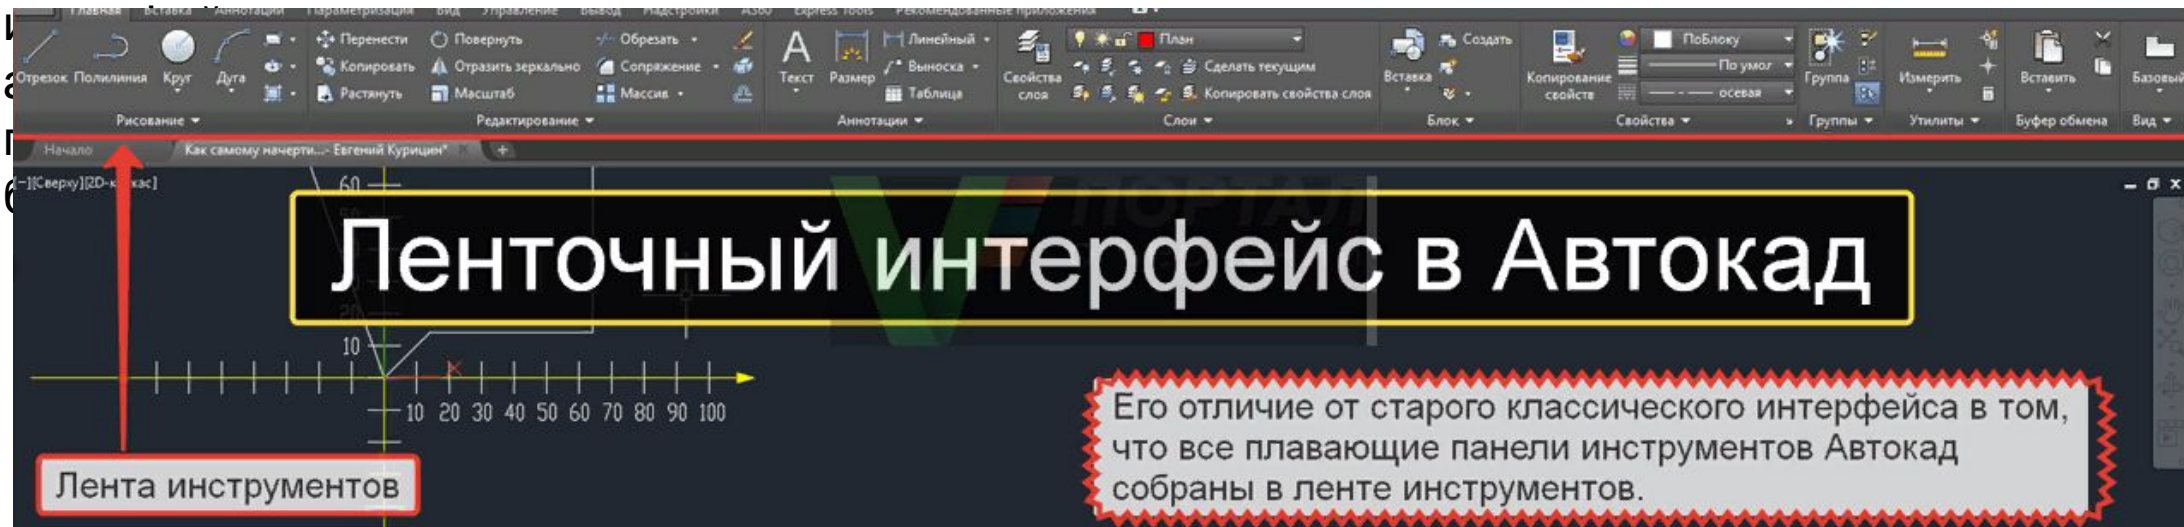 Главная Вставка Аннотации Параметризация Вид Управление Вывод Надстройки A360 Express Tools Рекомендованные приложения
Перенести Повернуть Обрезать Линейный План Создать ПоБлоку
Копировать Отразить зеркально Сопряжение Выноска Сделать текущим По умол
Отрезок Полилиния Круг Дуга Текст Размер Свойства слоя Вставка Копирование свойств Группа Измерить Вставить Базовый
Растянуть Масштаб Массив Таблица Копировать свойства слоя осевая
Рисование Редактирование Аннотации Слои Блок Свойства Группы Утилиты Буфер обмена Вид
Начало Как самому начерти...- Евгений Курицин* +
[−][Сверху]
60
ПОРТАЛ
Ленточный интерфейс в Автокад
20
10
10 20 30 40 50 60 70 80 90 100
Его отличие от старого классического интерфейса в том,
что все плавающие панели инструментов Автокад
собраны в ленте инструментов.
Лента инструментов